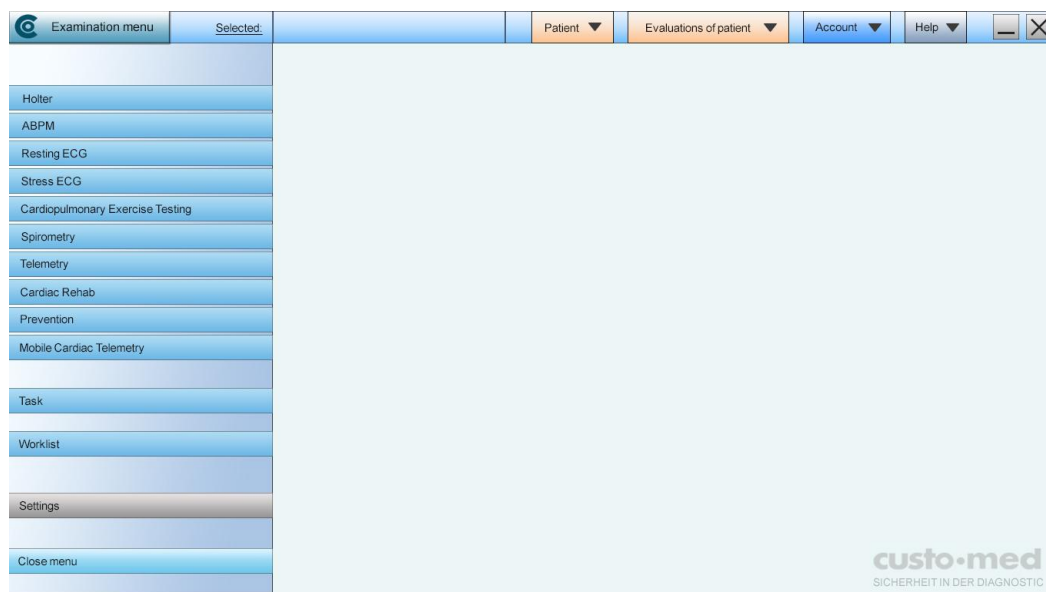 Examination menu
Selected:
Patient
Evaluations of patient
Account
Help
Holter
ABPM
Resting ECG
Stress ECG
Cardiopulmonary Exercise Testing
Spirometry
Telemetry
Cardiac Rehab
Prevention
Mobile Cardiac Telemetry
Task
Worklist
Settings
Close menu
custo•med
SICHERHEIT IN DER DIAGNOSTIC